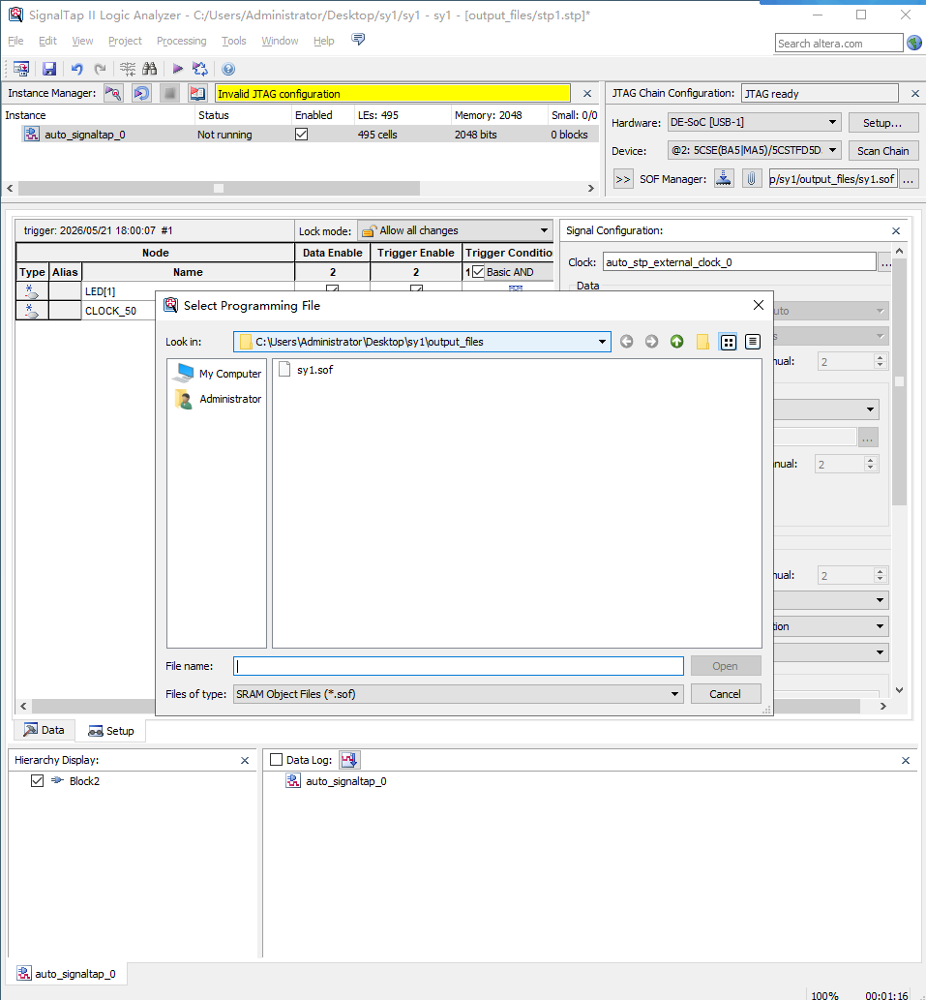 SignalTap II Logic Analyzer - C:/Users/Administrator/Desktop/sy1/sy1 - sy1 - [output_files/stp1.stp]*
File Edit View Project Processing Tools Window Help
Search altera.com
Instance Manager: Invalid JTAG configuration
Instance Status Enabled LEs: 495 Memory: 2048 Small: 0/0
auto_signaltap_0 Not running 495 cells 2048 bits 0 blocks
JTAG Chain Configuration: JTAG ready
Hardware: DE-SoC [USB-1] Setup...
Device: @2: 5CSE(BA5|MA5)/5CSTFD5D Scan Chain
>> SOF Manager: p/sy1/output_files/sy1.sof ...
trigger: 2026/05/21 18:00:07 #1 Lock mode: Allow all changes
Node Data Enable Trigger Enable Trigger Conditio
Type Alias Name 2 2 1 Basic AND
LED[1]
CLOCK_50
Signal Configuration:
Clock: auto_stp_external_clock_0 ...
Data
uto
s
nual: 2
...
nual: 2
nual: 2
tion
Select Programming File
Look in: C:\Users\Administrator\Desktop\sy1\output_files
My Computer
Administrator
sy1.sof
File name: Open
Files of type: SRAM Object Files (*.sof) Cancel
Data Setup
Hierarchy Display:
Block2
Data Log:
auto_signaltap_0
auto_signaltap_0
100% 00:01:16